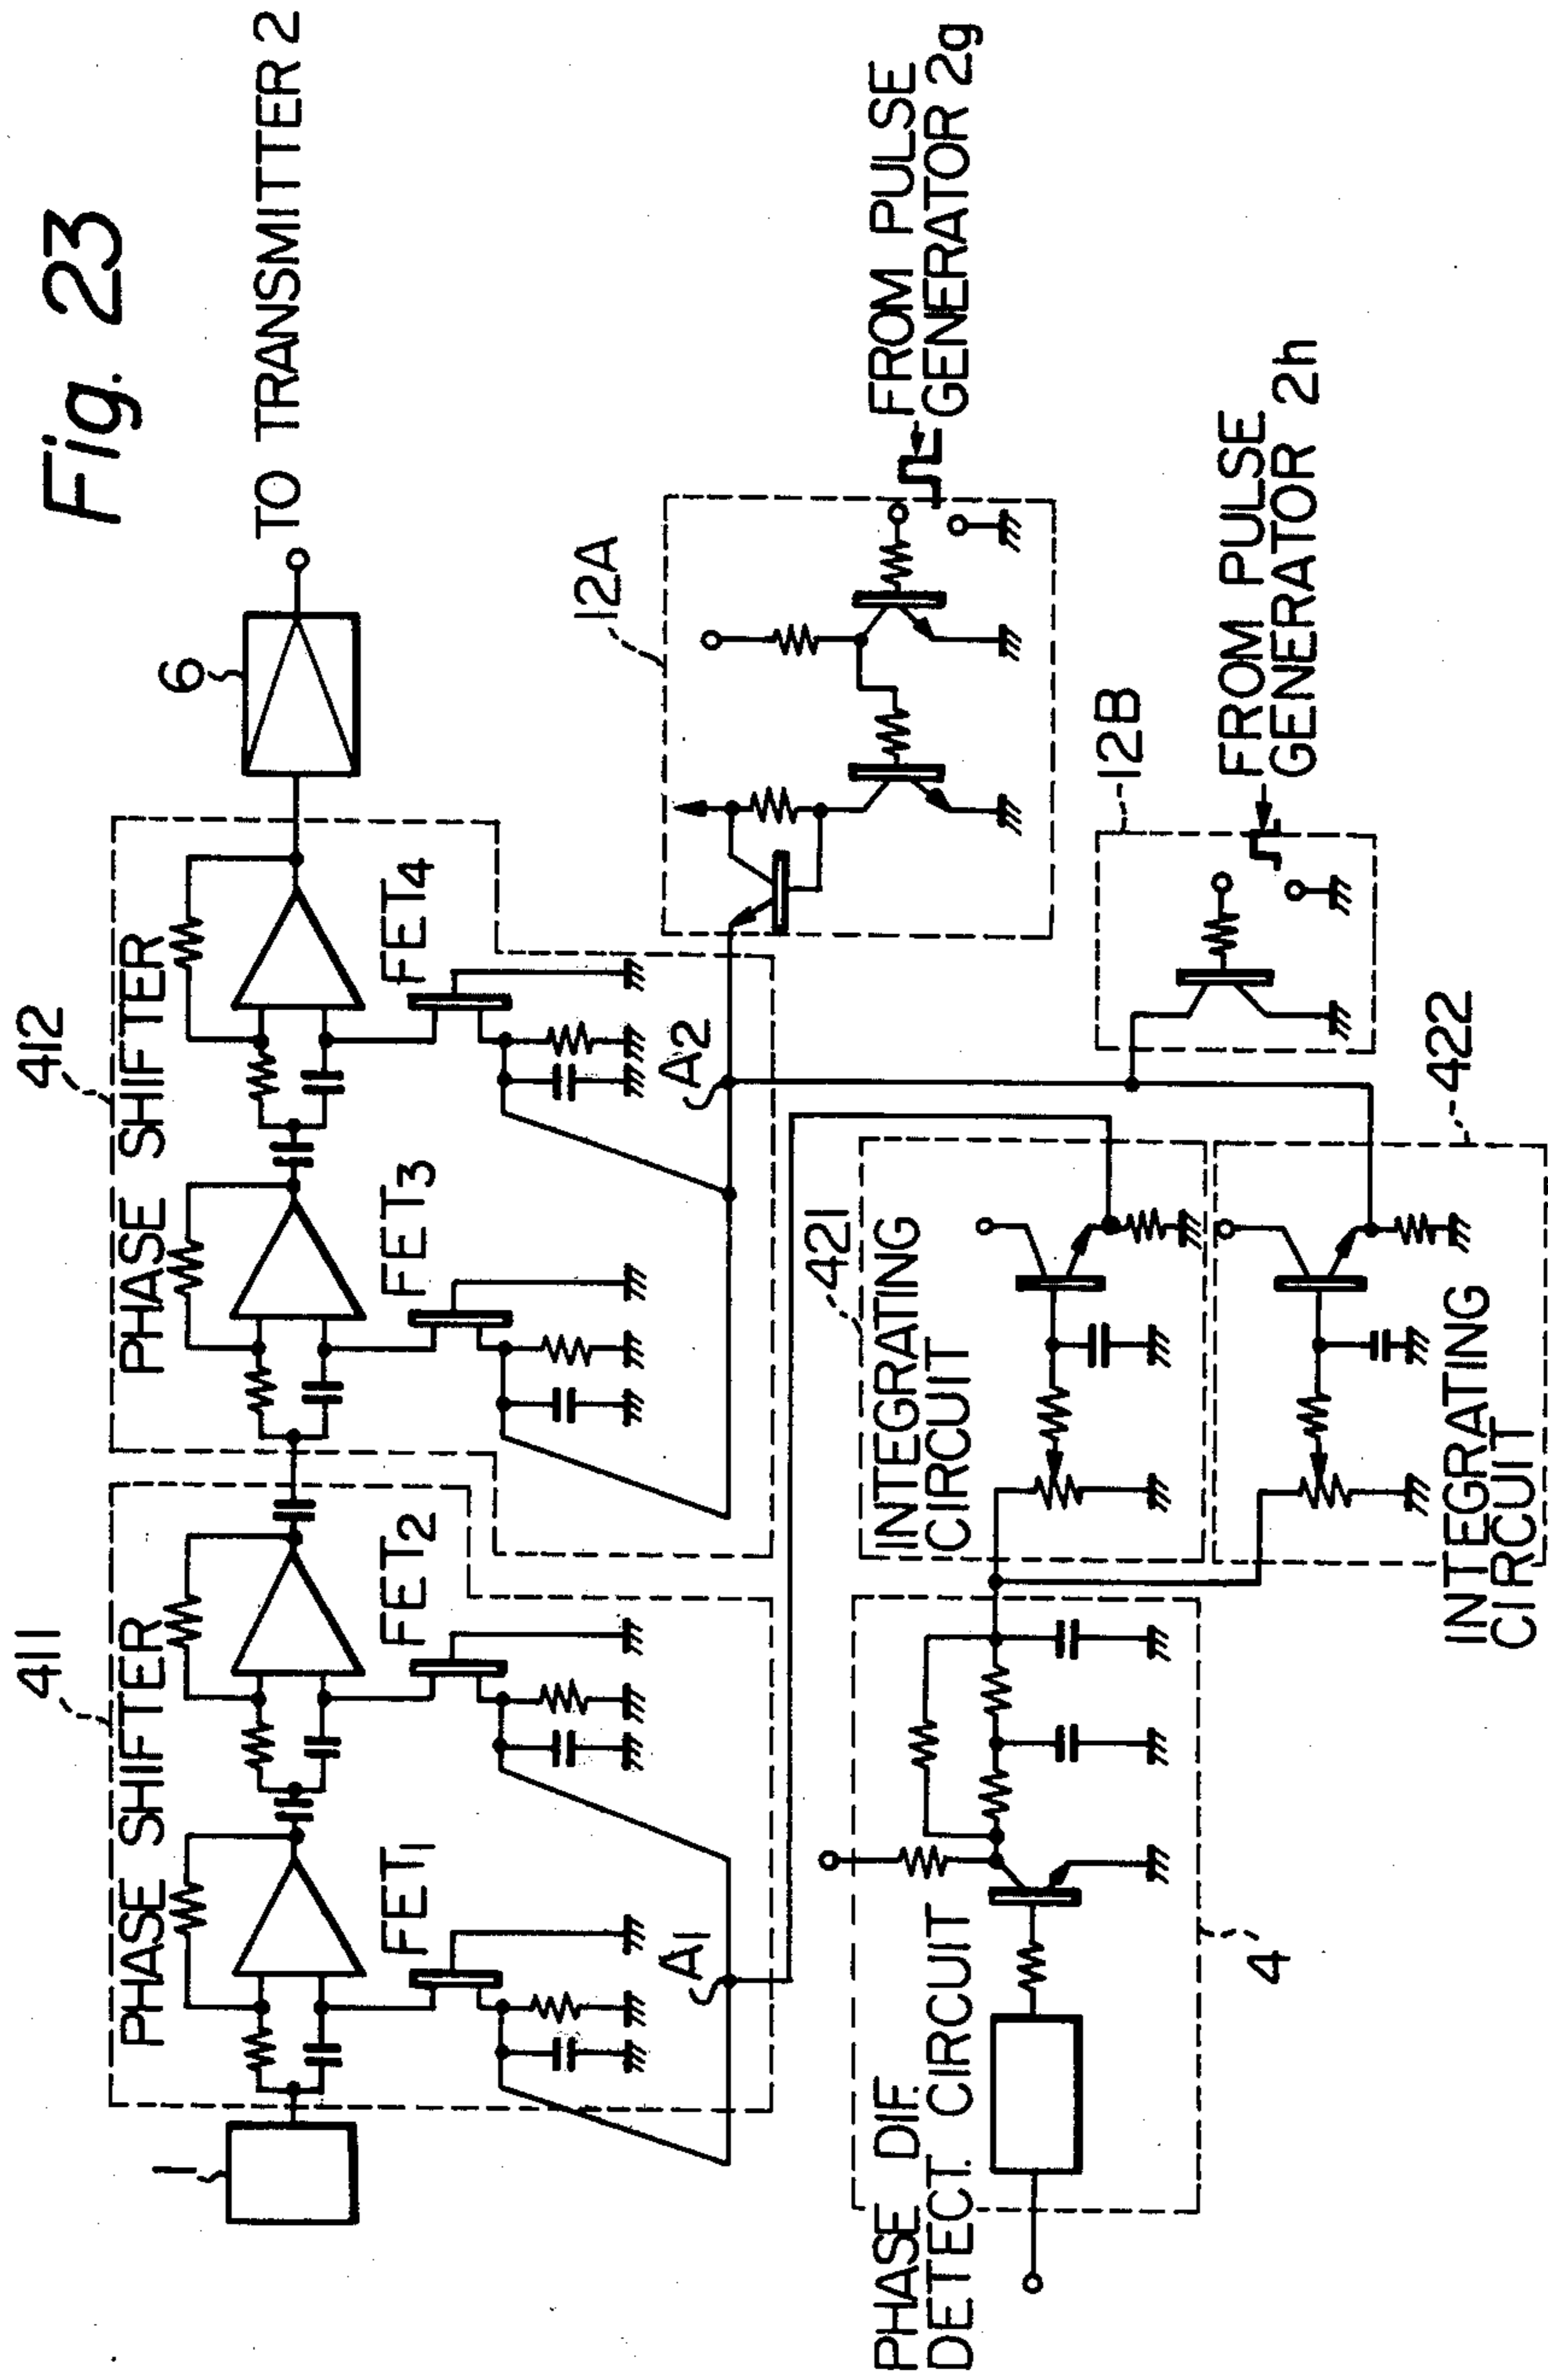 Fig. 23
TO TRANSMITTER 2
6
412
PHASE SHIFTER
411
PHASE SHIFTER
1
FET1
FET2
FET3
FET4
A1
A2
12A
FROM PULSE
GENERATOR 2g
12B
FROM PULSE
GENERATOR 2h
421
INTEGRATING
CIRCUIT
422
INTEGRATING
CIRCUIT
PHASE DIF.
DETECT. CIRCUIT
4